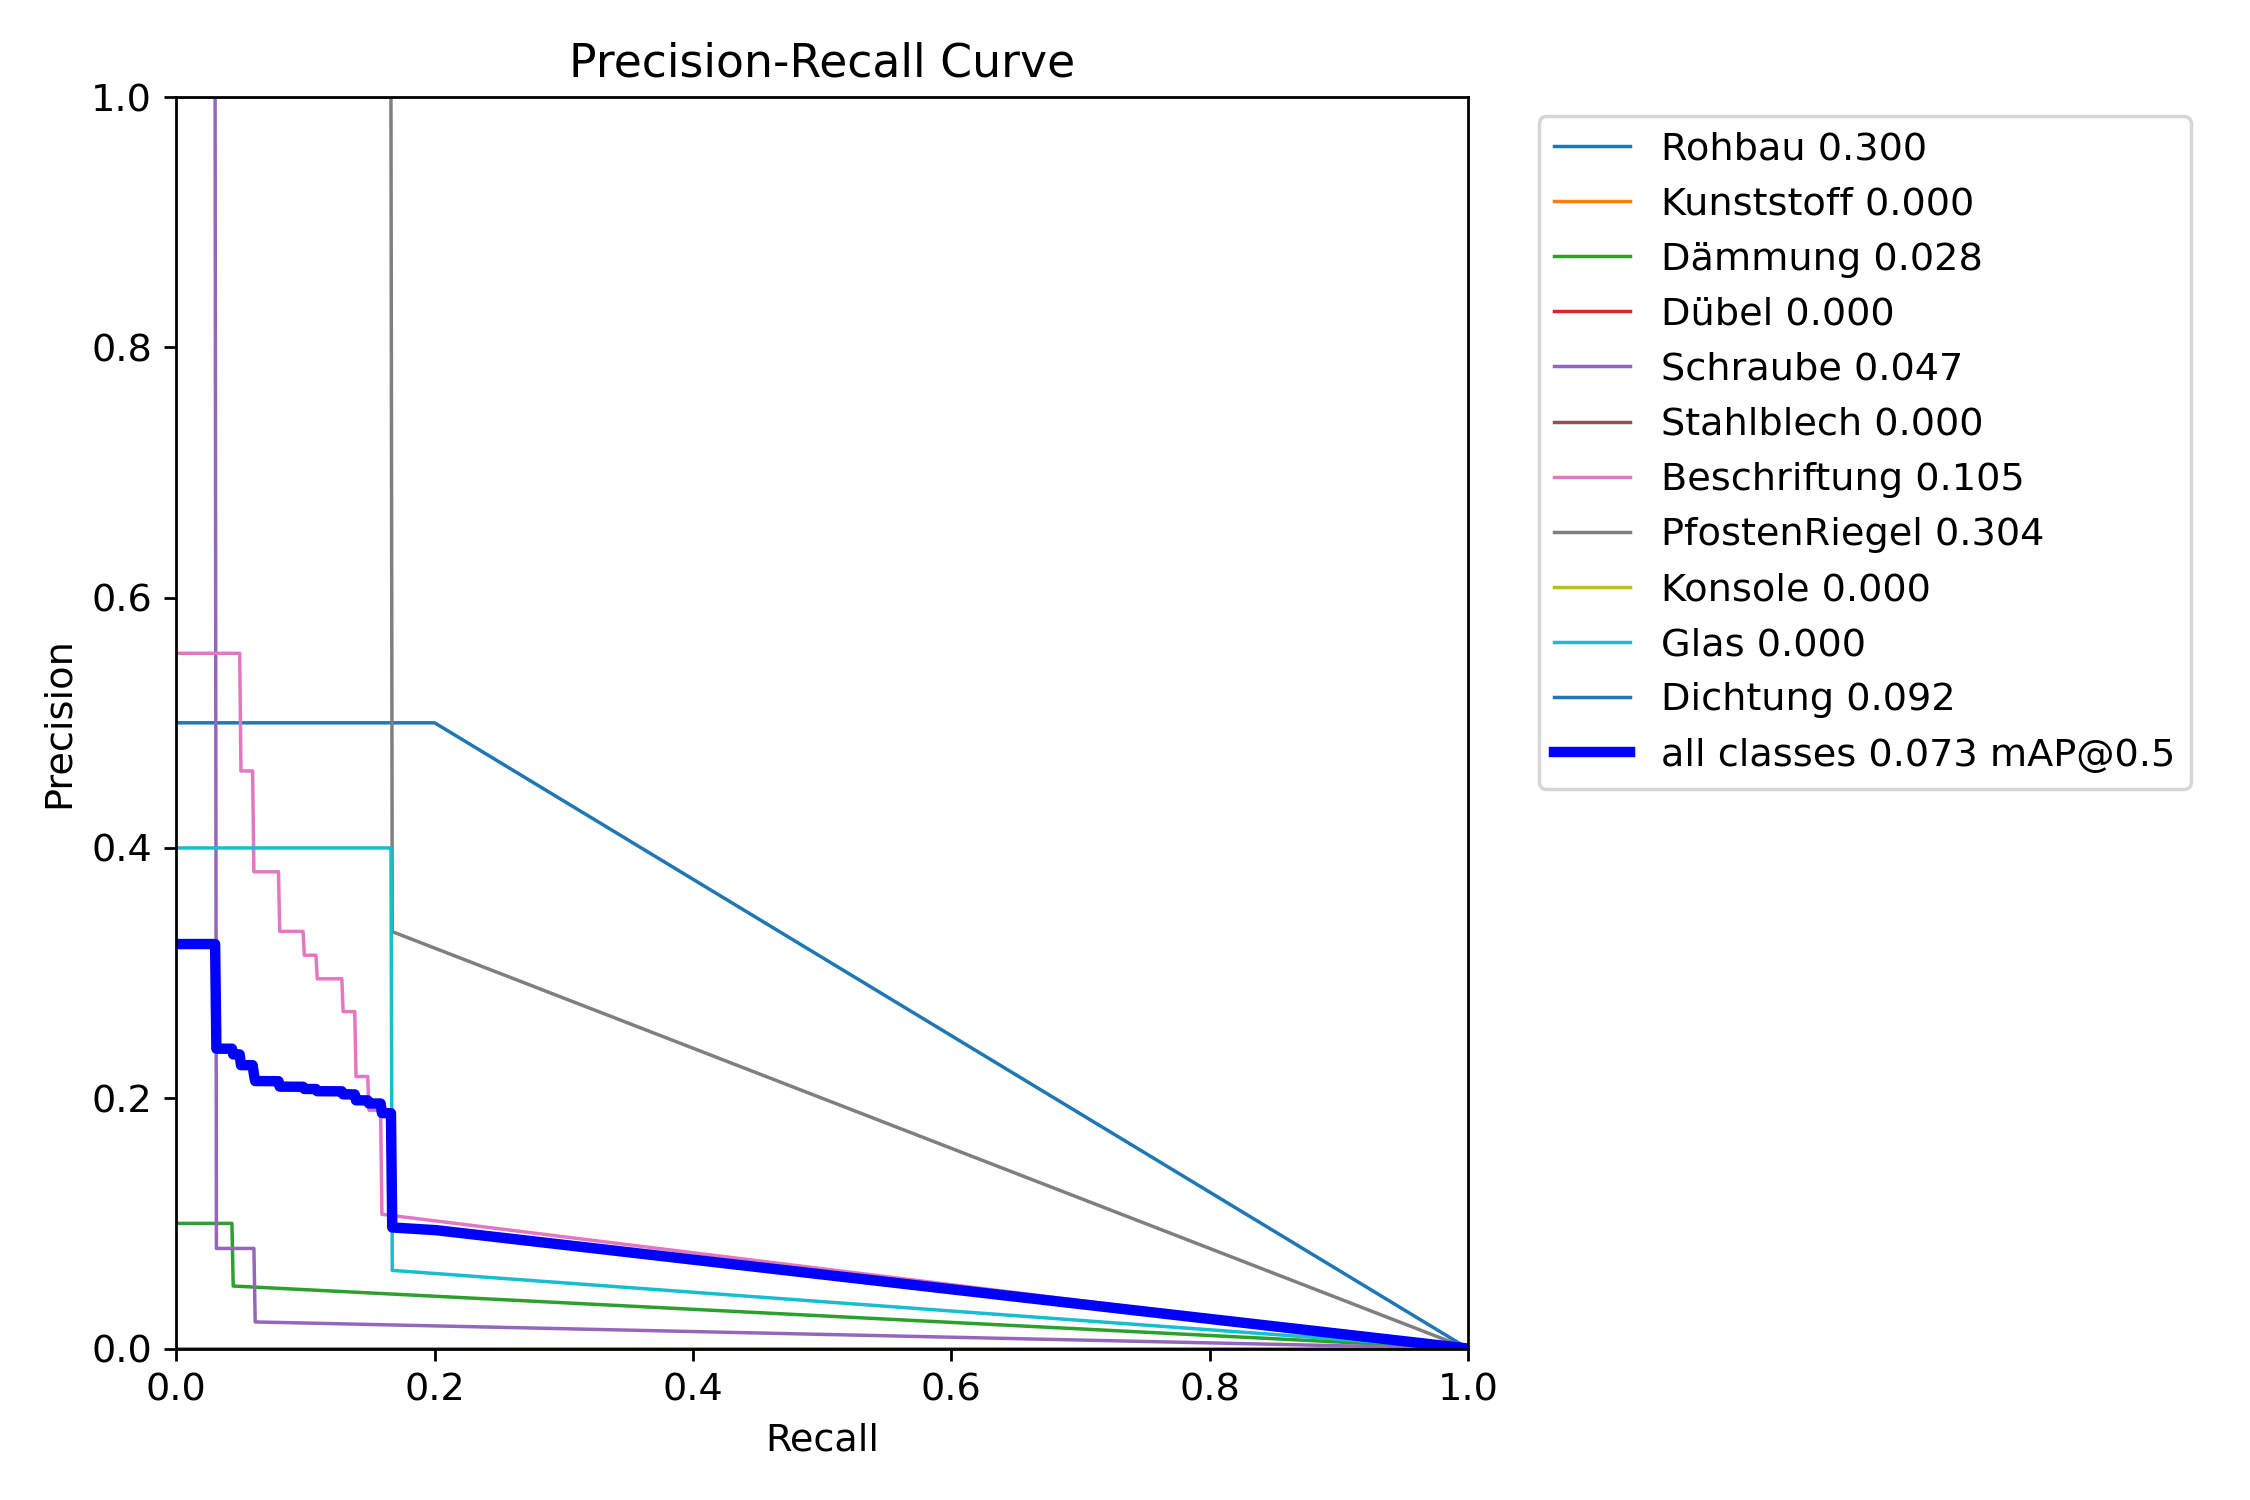 Precision-Recall Curve
1.0
0.8
0.6
0.4
0.2
0.0
Precision
0.0 0.2 0.4 0.6 0.8 1.0
Recall
Rohbau 0.300
Kunststoff 0.000
Dämmung 0.028
Dübel 0.000
Schraube 0.047
Stahlblech 0.000
Beschriftung 0.105
PfostenRiegel 0.304
Konsole 0.000
Glas 0.000
Dichtung 0.092
all classes 0.073 mAP@0.5